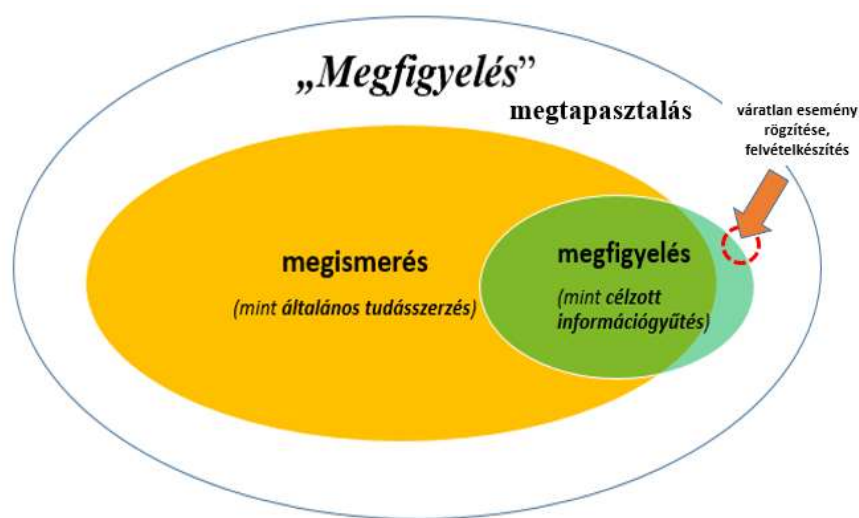 „Megfigyelés”
megtapasztalás
váratlan esemény
rögzítése,
felvételkészítés
megismerés
(mint általános tudásszerzés)
megfigyelés
(mint célzott
információgyűtés)